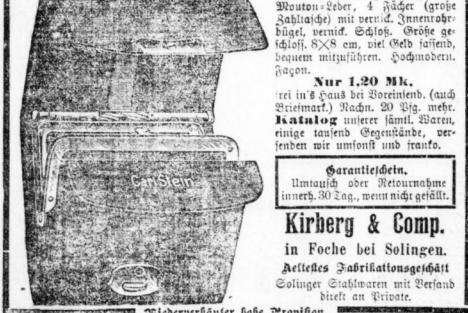 Mouton-Leder, 4 Fächer (große
Zahltasche) mit vernick. Innenrohr-
bügel, vernick. Schloß. Größe ge-
schloss. 8✕8 cm, viel Geld fassend,
bequem mitzuführen. Hochmodern.
Façon.
Nur 1,20 Mk.
frei in's Haus bei Voreinsend. (auch
Briefmark.) Nachn. 20 Pfg. mehr.
Katalog unserer sämtl. Waren,
einige tausend Gegenstände, ver-
senden wir umsonst und franko.
Garantieschein.
Umtausch oder Retournahme
innerh. 30 Tag., wenn nicht gefällt.
Kirberg & Comp.
in Foche bei Solingen.
Aeltestes Fabrikationsgeschäft
Solinger Stahlwaren mit Versand
direkt an Private.
Carl Stein
Wiederverkäufer hohe Provision